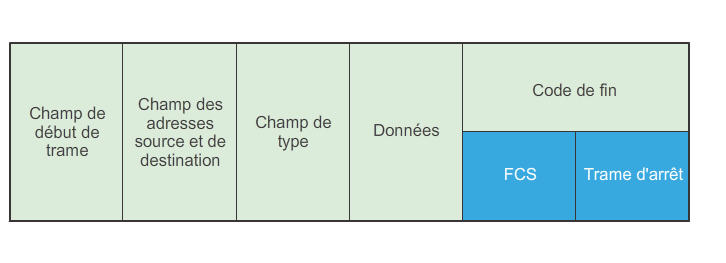 Champ de
début de
trame
Champ des
adresses
source et de
destination
Champ de
type
Données
Code de fin
FCS
Trame d'arrêt